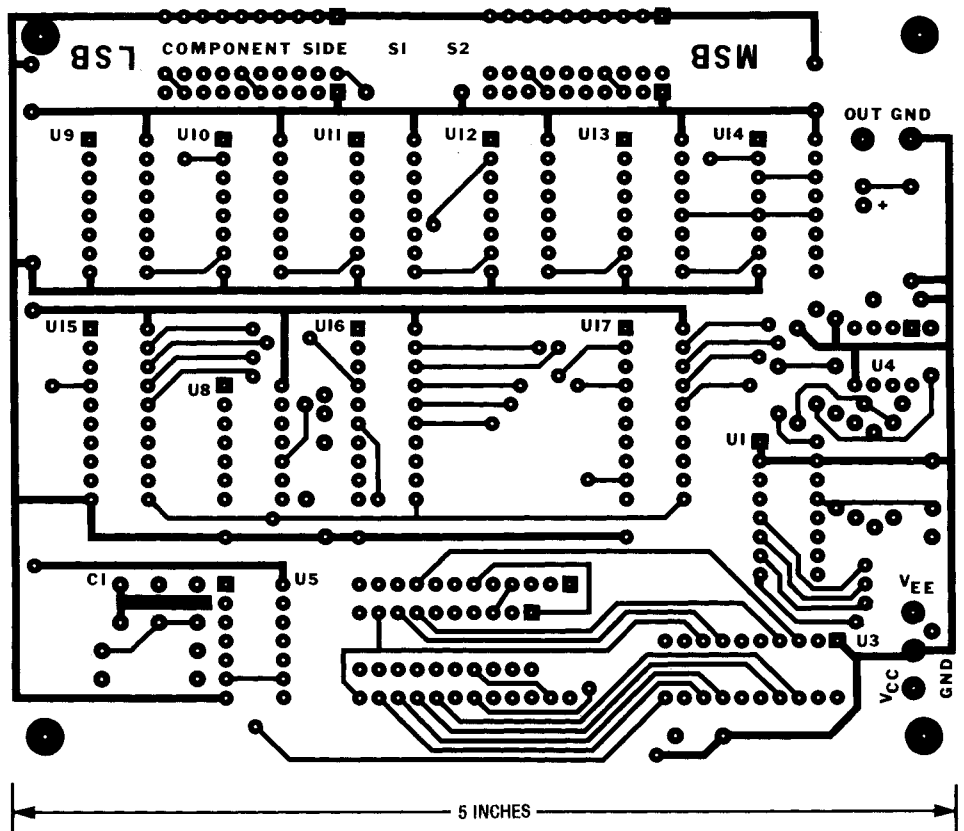 LSB COMPONENT SIDE S1 S2 MSB
OUT GND
U9 U10 U11 U12 U13 U14
+
U15 U16 U17
U8 U4
U1
C1 U5
VEE
U3
VCC GND
5 INCHES